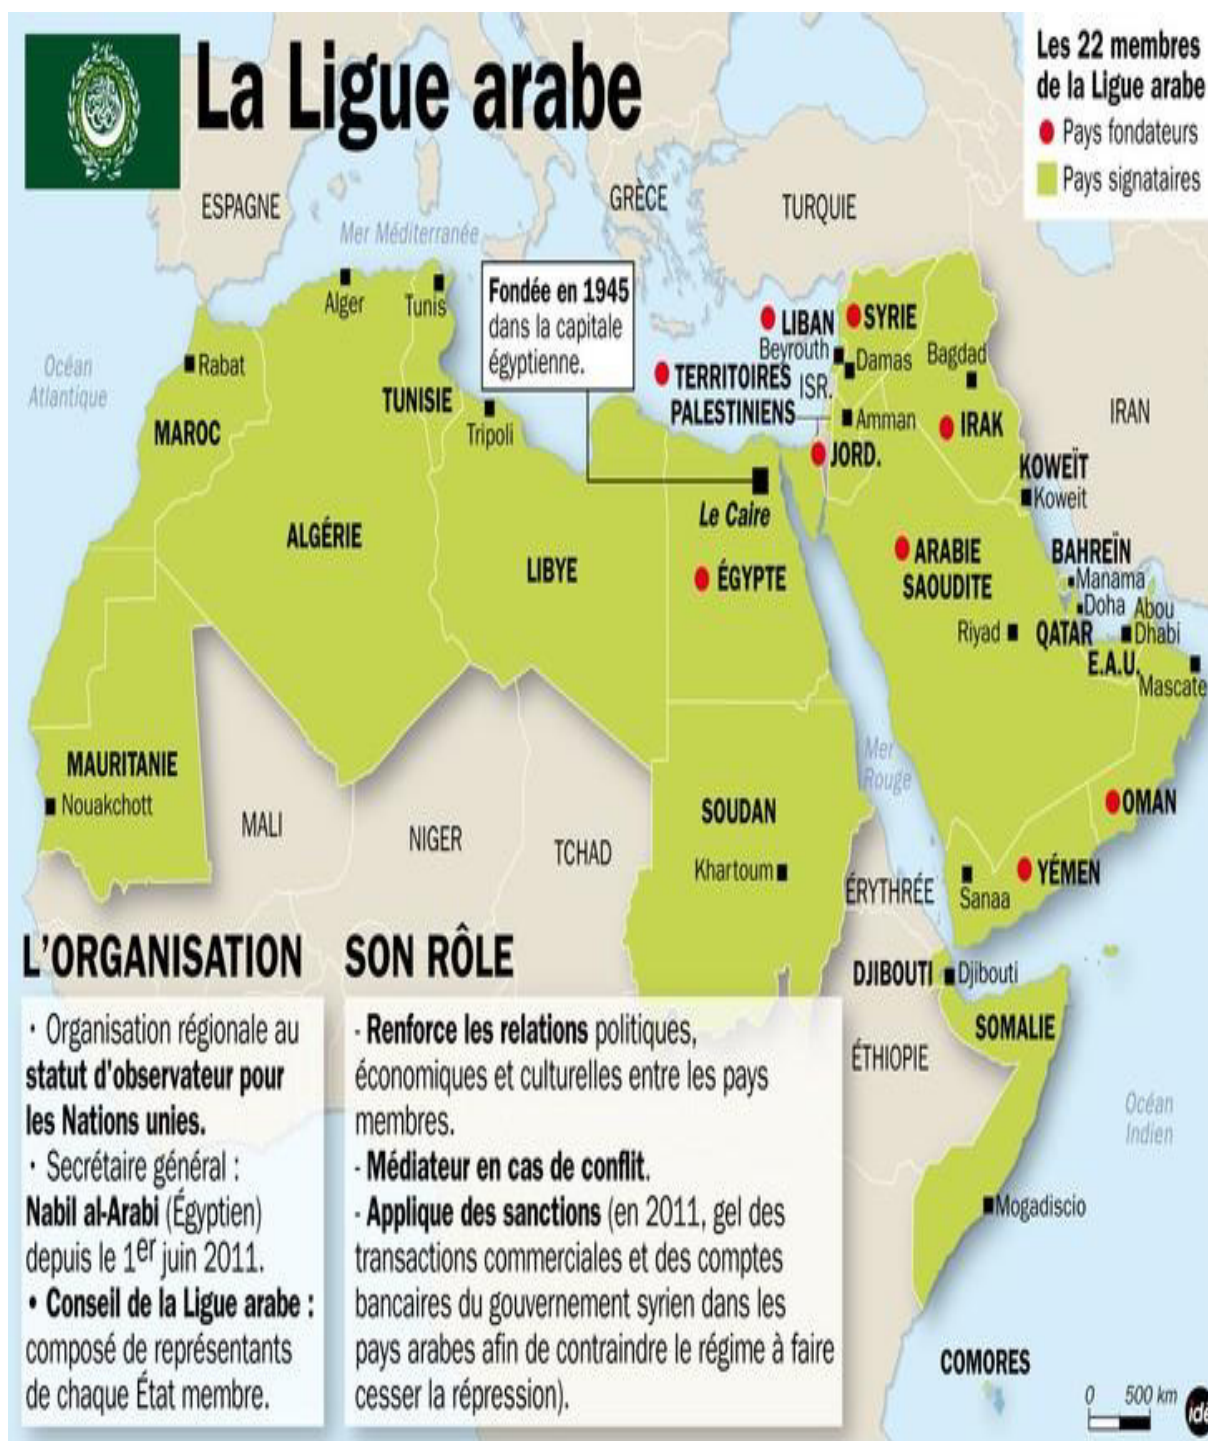 La Ligue arabe
Les 22 membres
de la Ligue arabe
Pays fondateurs
Pays signataires
ESPAGNE
GRÈCE
TURQUIE
Mer Méditerranée
Fondée en 1945
dans la capitale
égyptienne.
Alger
Tunis
LIBAN
SYRIE
Beyrouth
Damas
Bagdad
Océan
Atlantique
Rabat
TERRITOIRES
PALESTINIENS
ISR.
TUNISIE
MAROC
Tripoli
Amman
IRAK
IRAN
JORD.
KOWEÏT
Koweit
Le Caire
ALGÉRIE
LIBYE
ÉGYPTE
ARABIE
SAOUDITE
BAHREÏN
Manama
Doha
Abou
Dhabi
Riyad
QATAR
E.A.U.
Mascate
MAURITANIE
Nouakchott
Mer
Rouge
MALI
NIGER
TCHAD
SOUDAN
Khartoum
OMAN
YÉMEN
ÉRYTHRÉE
Sanaa
DJIBOUTI
Djibouti
SOMALIE
ÉTHIOPIE
Océan
Indien
Mogadiscio
COMORES
0 500 km
idé
L'ORGANISATION
· Organisation régionale au
statut d'observateur pour
les Nations unies.
· Secrétaire général :
Nabil al-Arabi (Égyptien)
depuis le 1er juin 2011.
• Conseil de la Ligue arabe :
composé de représentants
de chaque État membre.
SON RÔLE
- Renforce les relations politiques,
économiques et culturelles entre les pays
membres.
- Médiateur en cas de conflit.
- Applique des sanctions (en 2011, gel des
transactions commerciales et des comptes
bancaires du gouvernement syrien dans les
pays arabes afin de contraindre le régime à faire
cesser la répression).